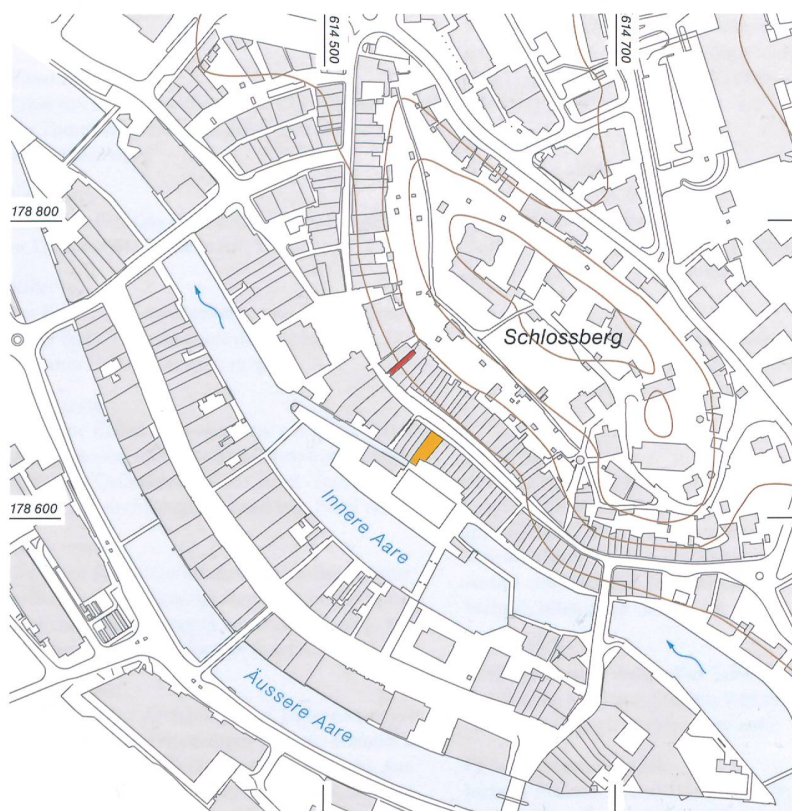 614 500
614 700
178 800
Schlossberg
178 600
Innere Aare
Äussere Aare